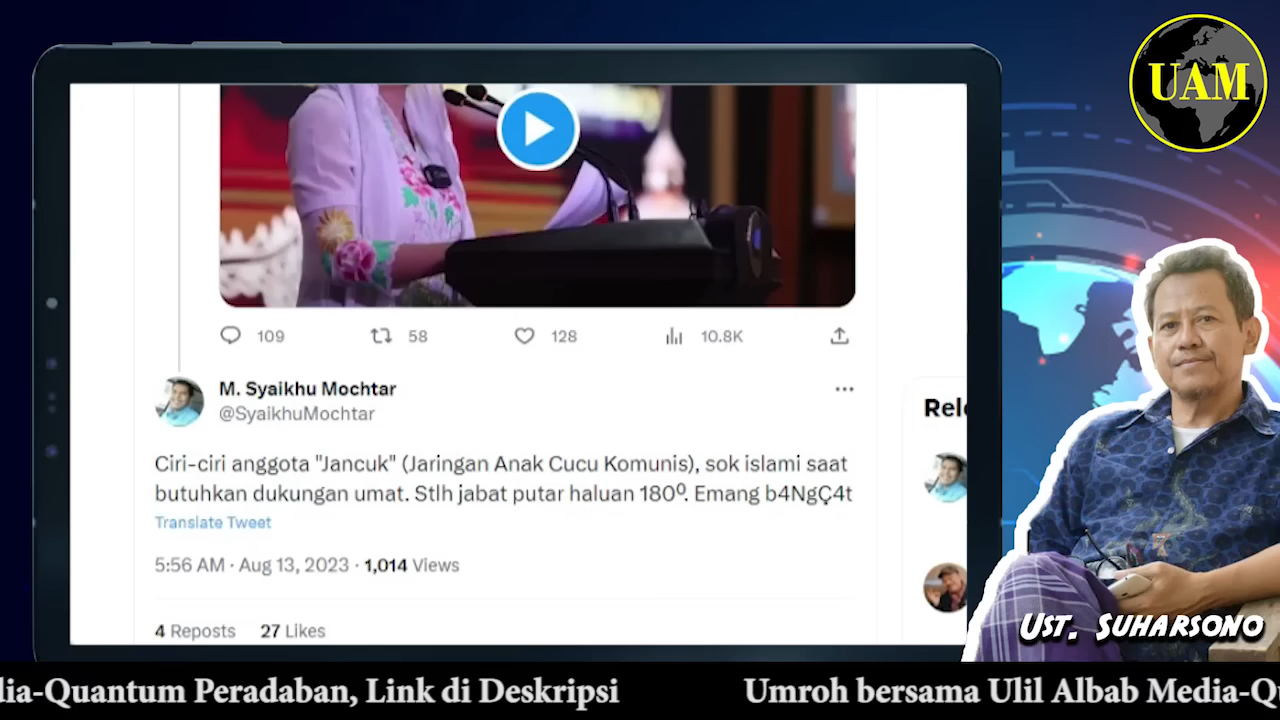 UAM
109 58 128 10.8K
M. Syaikhu Mochtar
@SyaikhuMochtar
Ciri-ciri anggota "Jancuk" (Jaringan Anak Cucu Komunis), sok islami saat
butuhkan dukungan umat. Stlh jabat putar haluan 180⁰. Emang b4NgÇ4t
Translate Tweet
5:56 AM · Aug 13, 2023 · 1,014 Views
4 Reposts 27 Likes
Ust. Suharsono
-Quantum Peradaban, Link di Deskripsi Umroh bersama Ulil Albab Media-